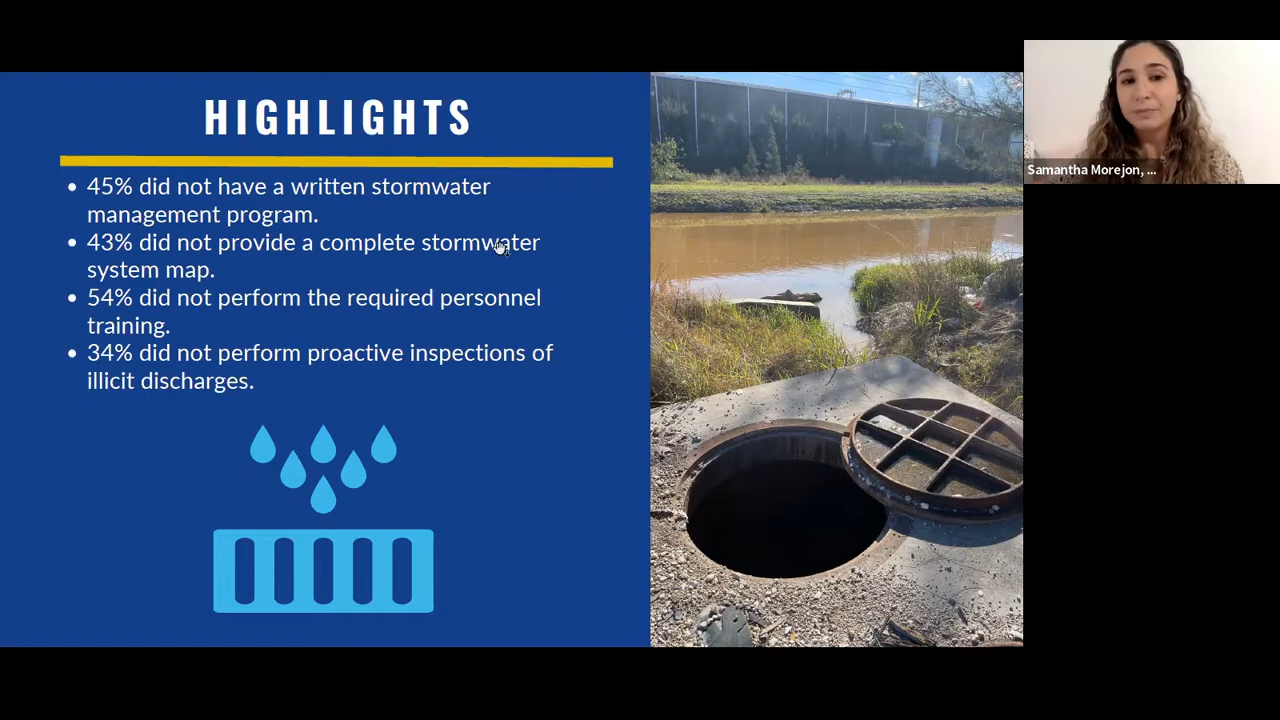 HIGHLIGHTS
• 45% did not have a written stormwater
management program.
• 43% did not provide a complete stormwater
system map.
• 54% did not perform the required personnel
training.
• 34% did not perform proactive inspections of
illicit discharges.
Samantha Morejon, ...